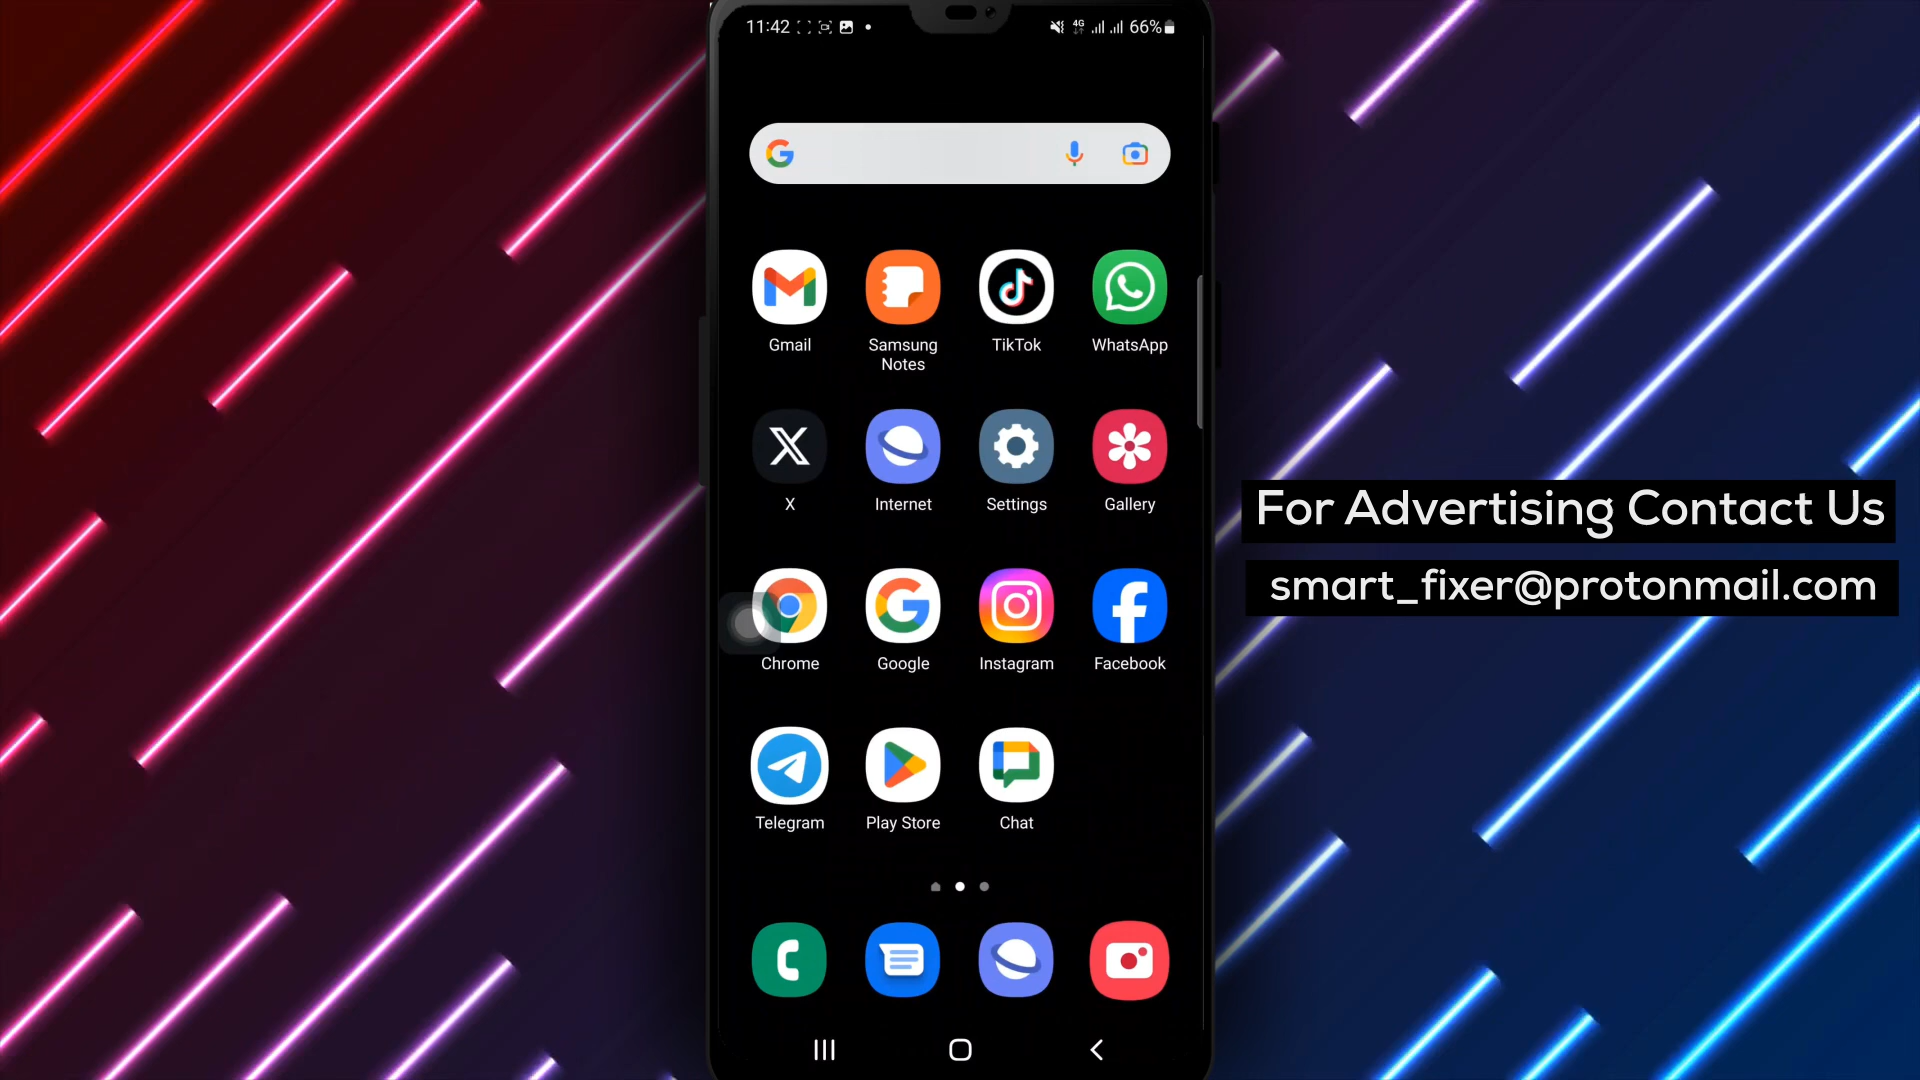 11:42
4G
66%
Gmail
Samsung
Notes
TikTok
WhatsApp
X
Internet
Settings
Gallery
Chrome
Google
Instagram
Facebook
Telegram
Play Store
Chat
For Advertising Contact Us
smart_fixer@protonmail.com